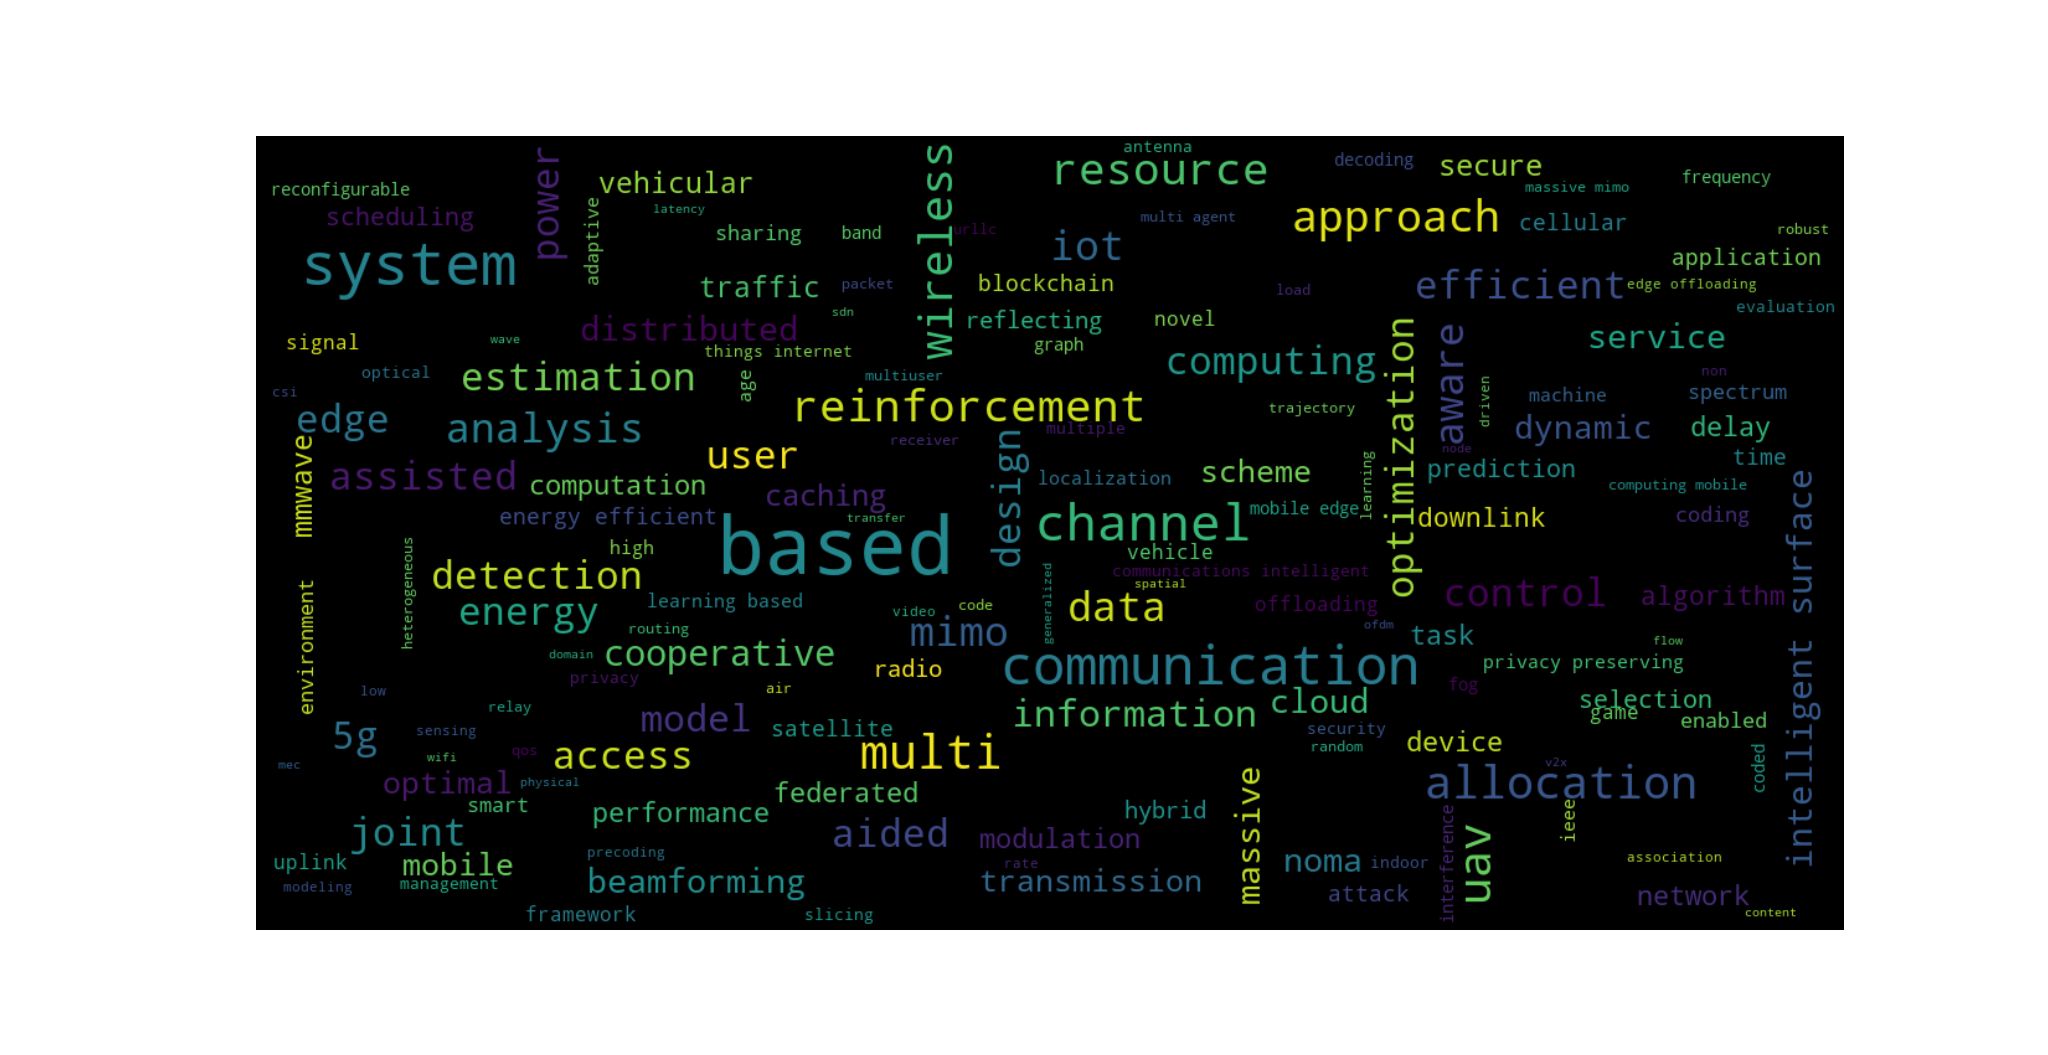 antenna
resource
decoding
secure
wireless
power
vehicular
reconfigurable
frequency
massive mimo
scheduling
latency
adaptive
multi agent
approach
cellular
sharing
band
urllc
robust
system
iot
application
traffic
packet
blockchain
load
efficient
edge offloading
evaluation
sdn
distributed
reflecting
novel
signal
wave
things internet
graph
optimization
aware
service
computing
optical
estimation
age
multiuser
non
csi
reinforcement
trajectory
driven
machine
spectrum
edge
analysis
receiver
multiple
dynamic
delay
mmwave
user
design
node
time
assisted
computation
caching
localization
scheme
learning
prediction
computing mobile
intelligent surface
energy efficient
transfer
based
channel
mobile edge
downlink
coding
heterogeneous
high
vehicle
detection
communications intelligent
spatial
generalized
environment
energy
learning based
video
code
data
offloading
control
algorithm
routing
mimo
ofdm
task
flow
domain
cooperative
radio
communication
privacy preserving
privacy
air
fog
low
relay
selection
game
5g
sensing
model
satellite
information
cloud
security
random
enabled
mec
wifi
qos
access
multi
device
coded
optimal
physical
v2x
allocation
smart
federated
massive
performance
hybrid
ieee
joint
aided
modulation
interference
uav
uplink
mobile
precoding
rate
noma
indoor
association
modeling
management
beamforming
transmission
attack
network
framework
slicing
content